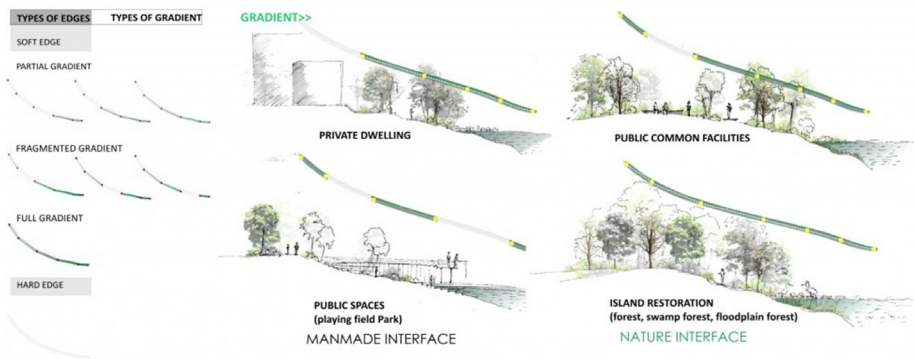 TYPES OF EDGES
TYPES OF GRADIENT
SOFT EDGE
PARTIAL GRADIENT
FRAGMENTED GRADIENT
FULL GRADIENT
HARD EDGE
GRADIENT>>
PRIVATE DWELLING
PUBLIC COMMON FACILITIES
PUBLIC SPACES
(playing field Park)
MANMADE INTERFACE
ISLAND RESTORATION
(forest, swamp forest, floodplain forest)
NATURE INTERFACE